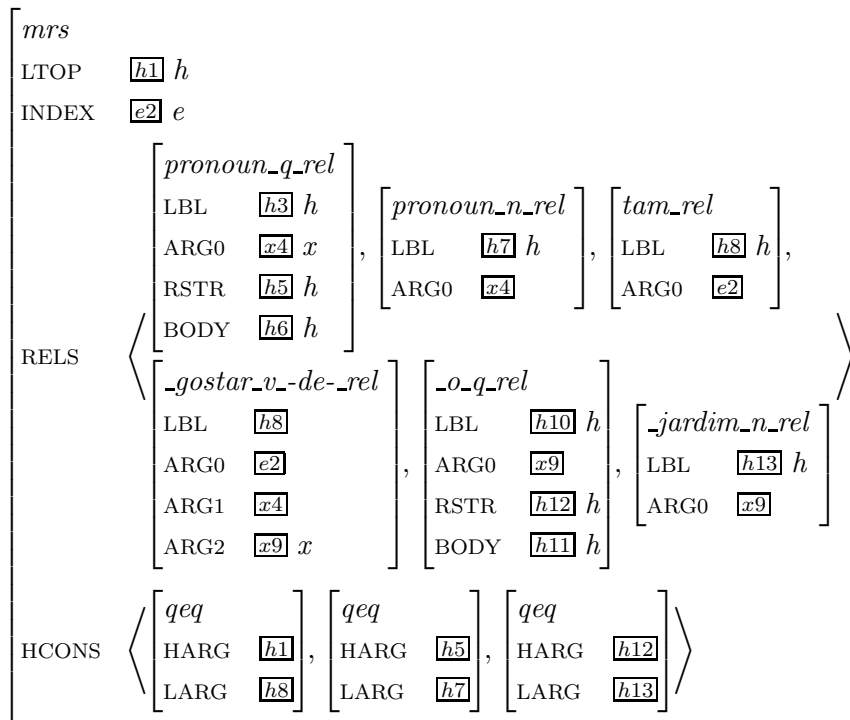 mrs
LTOP h1 h
INDEX e2 e
RELS
pronoun_q_rel
LBL h3 h
ARG0 x4 x
RSTR h5 h
BODY h6 h
,
pronoun_n_rel
LBL h7 h
ARG0 x4
,
tam_rel
LBL h8 h
ARG0 e2
,
_gostar_v_-de-_rel
LBL h8
ARG0 e2
ARG1 x4
ARG2 x9 x
,
_o_q_rel
LBL h10 h
ARG0 x9
RSTR h12 h
BODY h11 h
,
_jardim_n_rel
LBL h13 h
ARG0 x9
HCONS
qeq
HARG h1
LARG h8
,
qeq
HARG h5
LARG h7
,
qeq
HARG h12
LARG h13